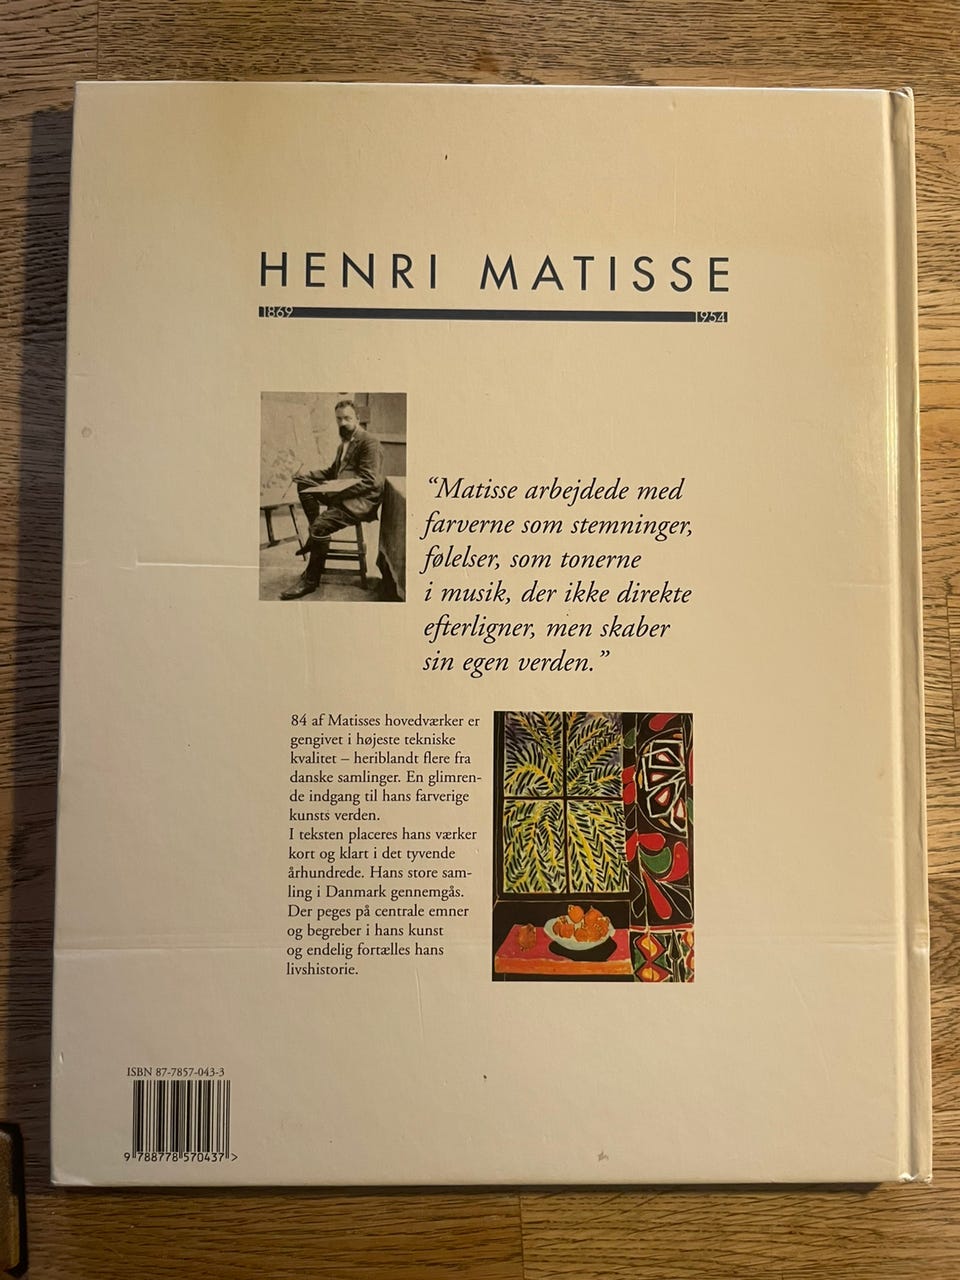 HENRI MATISSE
1869 1954
“Matisse arbejdede med
farverne som stemninger,
følelser, som tonerne
i musik, der ikke direkte
efterligner, men skaber
sin egen verden.”
84 af Matisses hovedværker er
gengivet i højeste tekniske
kvalitet – heriblandt flere fra
danske samlinger. En glimren-
de indgang til hans farverige
kunsts verden.
I teksten placeres hans værker
kort og klart i det tyvende
århundrede. Hans store sam-
ling i Danmark gennemgås.
Der peges på centrale emner
og begreber i hans kunst
og endelig fortælles hans
livshistorie.
ISBN 87-7857-043-3
9 788778 570437 >